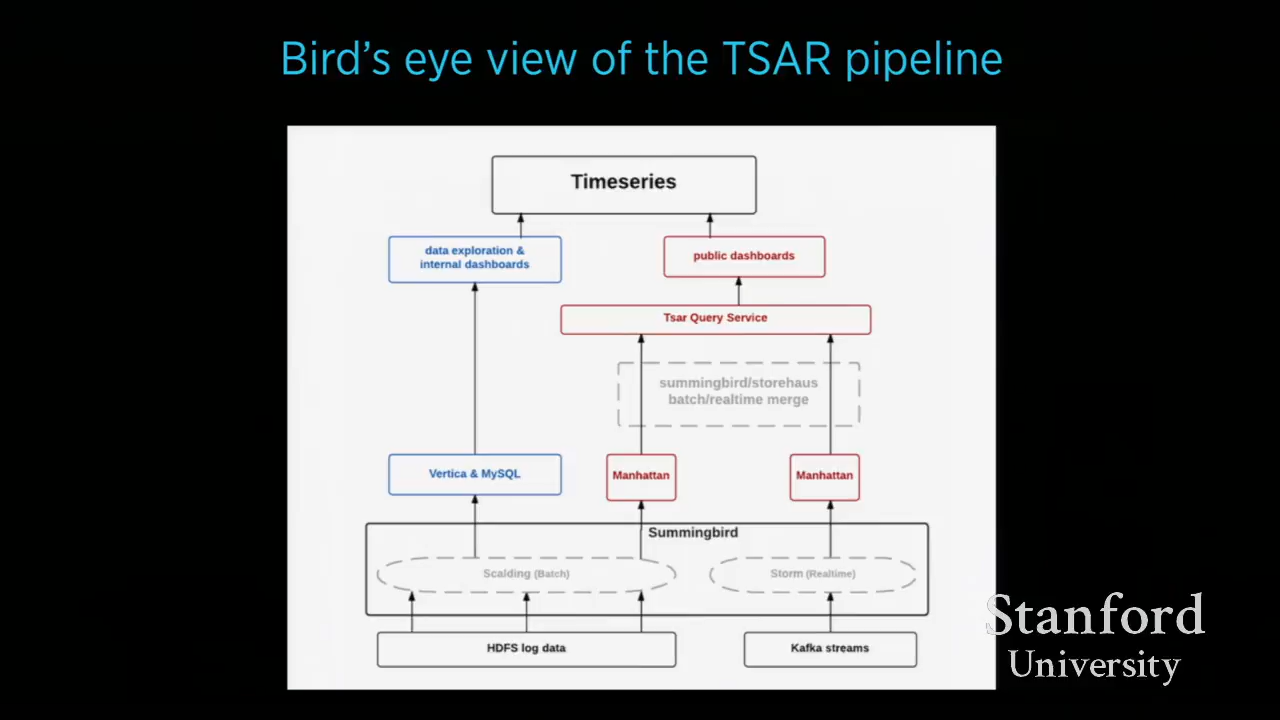 Bird's eye view of the TSAR pipeline
Timeseries
data exploration &
internal dashboards
public dashboards
Tsar Query Service
summingbird/storehaus
batch/realtime merge
Vertica & MySQL
Manhattan
Manhattan
Summingbird
Scalding (Batch)
Storm (Realtime)
HDFS log data
Kafka streams
Stanford
University